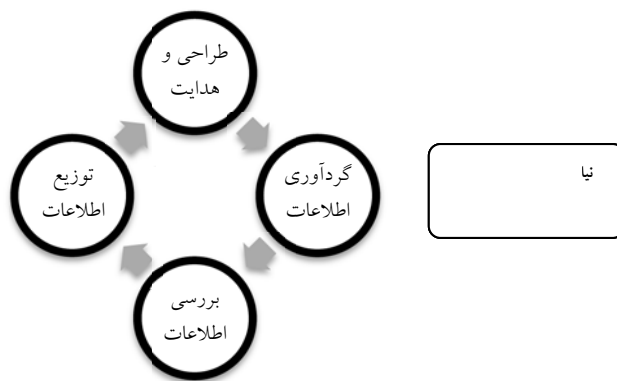 طراحی و
هدایت
گردآوری
اطلاعات
بررسی
اطلاعات
توزیع
اطلاعات
نیا